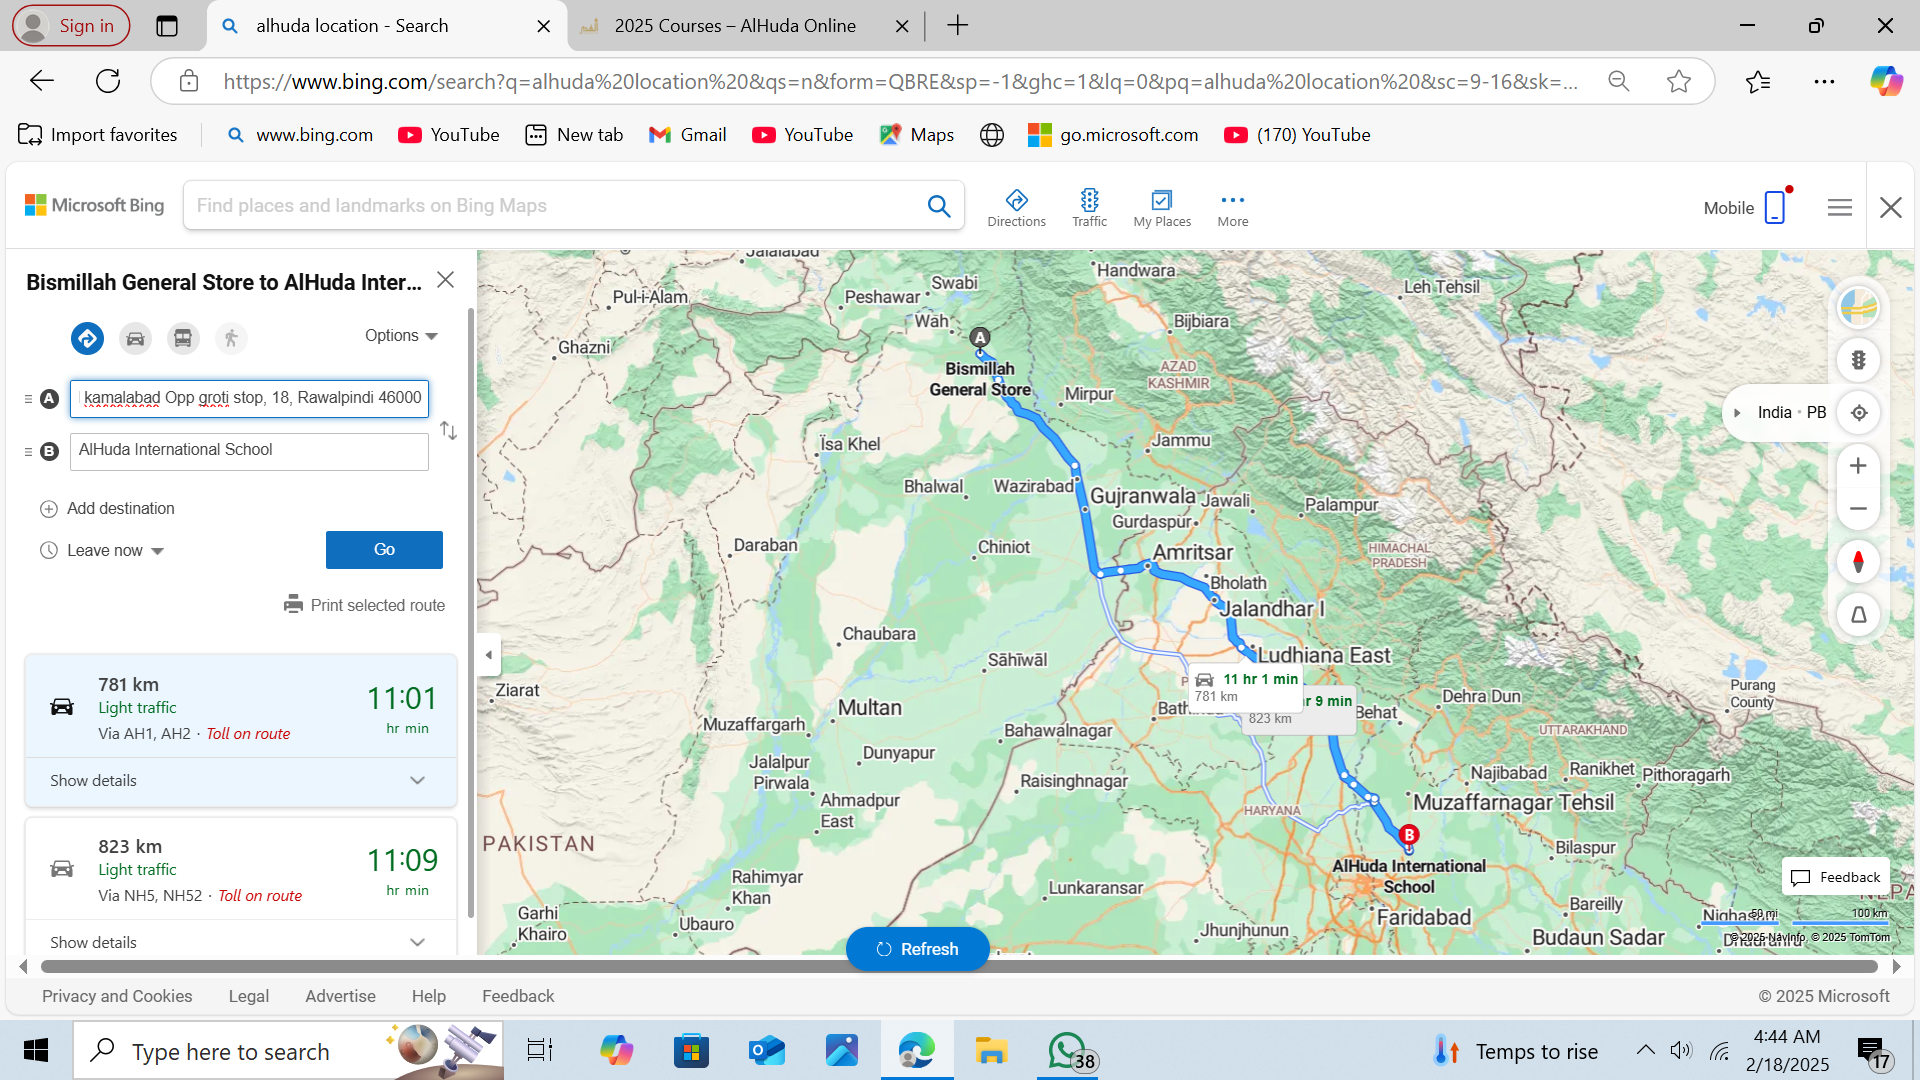 Sign in
alhuda location - Search
2025 Courses – AlHuda Online
https://www.bing.com/search?q=alhuda%20location%20&qs=n&form=QBRE&sp=-1&ghc=1&lq=0&pq=alhuda%20location%20&sc=9-16&sk=...
Import favorites
www.bing.com
YouTube
New tab
Gmail
YouTube
Maps
go.microsoft.com
(170) YouTube
Microsoft Bing
Find places and landmarks on Bing Maps
Directions
Traffic
My Places
More
Mobile
Bismillah General Store to AlHuda Inter...
Options
A
kamalabad Opp groti stop, 18, Rawalpindi 46000
B
AlHuda International School
Add destination
Leave now
Go
Print selected route
781 km
Light traffic
Via AH1, AH2 · Toll on route
11:01
hr min
Show details
823 km
Light traffic
Via NH5, NH52 · Toll on route
11:09
hr min
Show details
Jalalabad
Handwara
Leh Tehsil
Swabi
Pul-i-Alam
Peshawar
Wah
Bijbiara
A
Ghazni
Bismillah
General Store
AZAD
KASHMIR
Mirpur
India · PB
Ïsa Khel
Jammu
Bhalwal
Wazirabad
Gujranwala
Jawali
Palampur
Gurdaspur
Daraban
Chiniot
Amritsar
HIMACHAL
PRADESH
Bholath
Jalandhar I
Chaubara
Sāhīwāl
Ludhiana East
11 hr 1 min
781 km
hr 9 min
823 km
Ziarat
Multan
Behat
Dehra Dun
Purang
County
Muzaffargarh
Bahawalnagar
UTTARAKHAND
Dunyapur
Jalalpur
Pirwala
Raisinghnagar
Najibabad
Ranikhet
Pithoragarh
Ahmadpur
East
HARYANA
Muzaffarnagar Tehsil
PAKISTAN
B
Bilaspur
AlHuda International
School
Feedback
Rahimyar
Khan
Lunkaransar
Garhi
Khairo
Ubauro
Faridabad
Bareilly
Jhunjhunun
Budaun Sadar
50 mi
100 km
© 2025 NavInfo, © 2025 TomTom
Refresh
Privacy and Cookies
Legal
Advertise
Help
Feedback
© 2025 Microsoft
Type here to search
38
Temps to rise
4:44 AM
2/18/2025
17